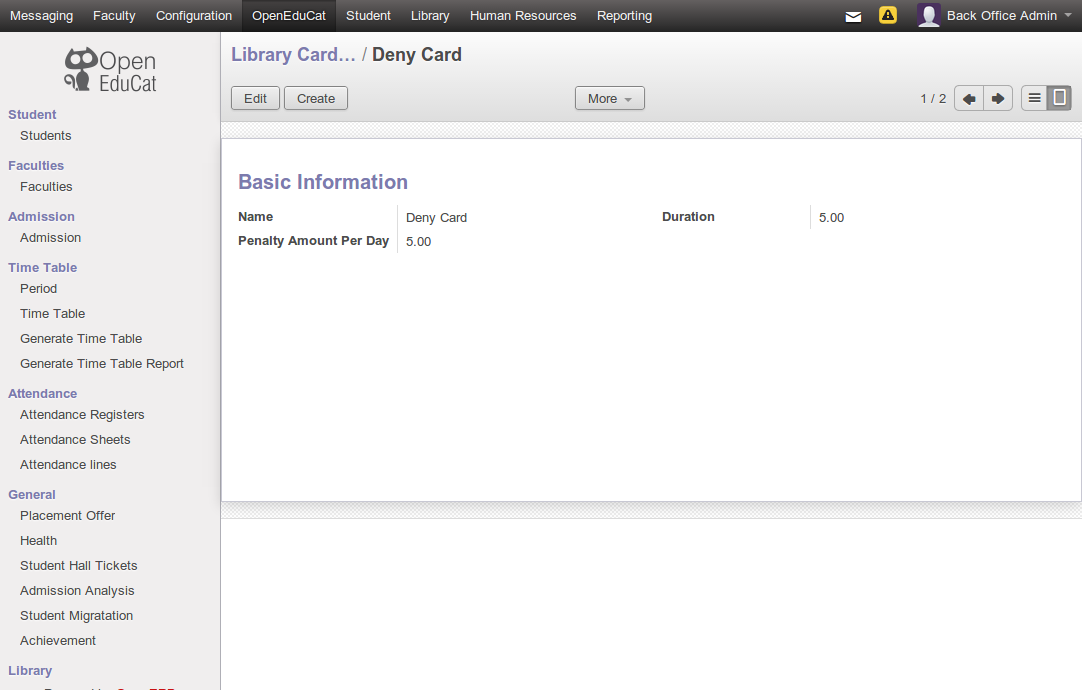 Messaging Faculty Configuration OpenEduCat Student Library Human Resources Reporting Back Office Admin
Open
EduCat
Student
Students
Faculties
Faculties
Admission
Admission
Time Table
Period
Time Table
Generate Time Table
Generate Time Table Report
Attendance
Attendance Registers
Attendance Sheets
Attendance lines
General
Placement Offer
Health
Student Hall Tickets
Admission Analysis
Student Migratation
Achievement
Library
Library Card... / Deny Card
Edit Create More 1 / 2
Basic Information
Name Deny Card Duration 5.00
Penalty Amount Per Day 5.00